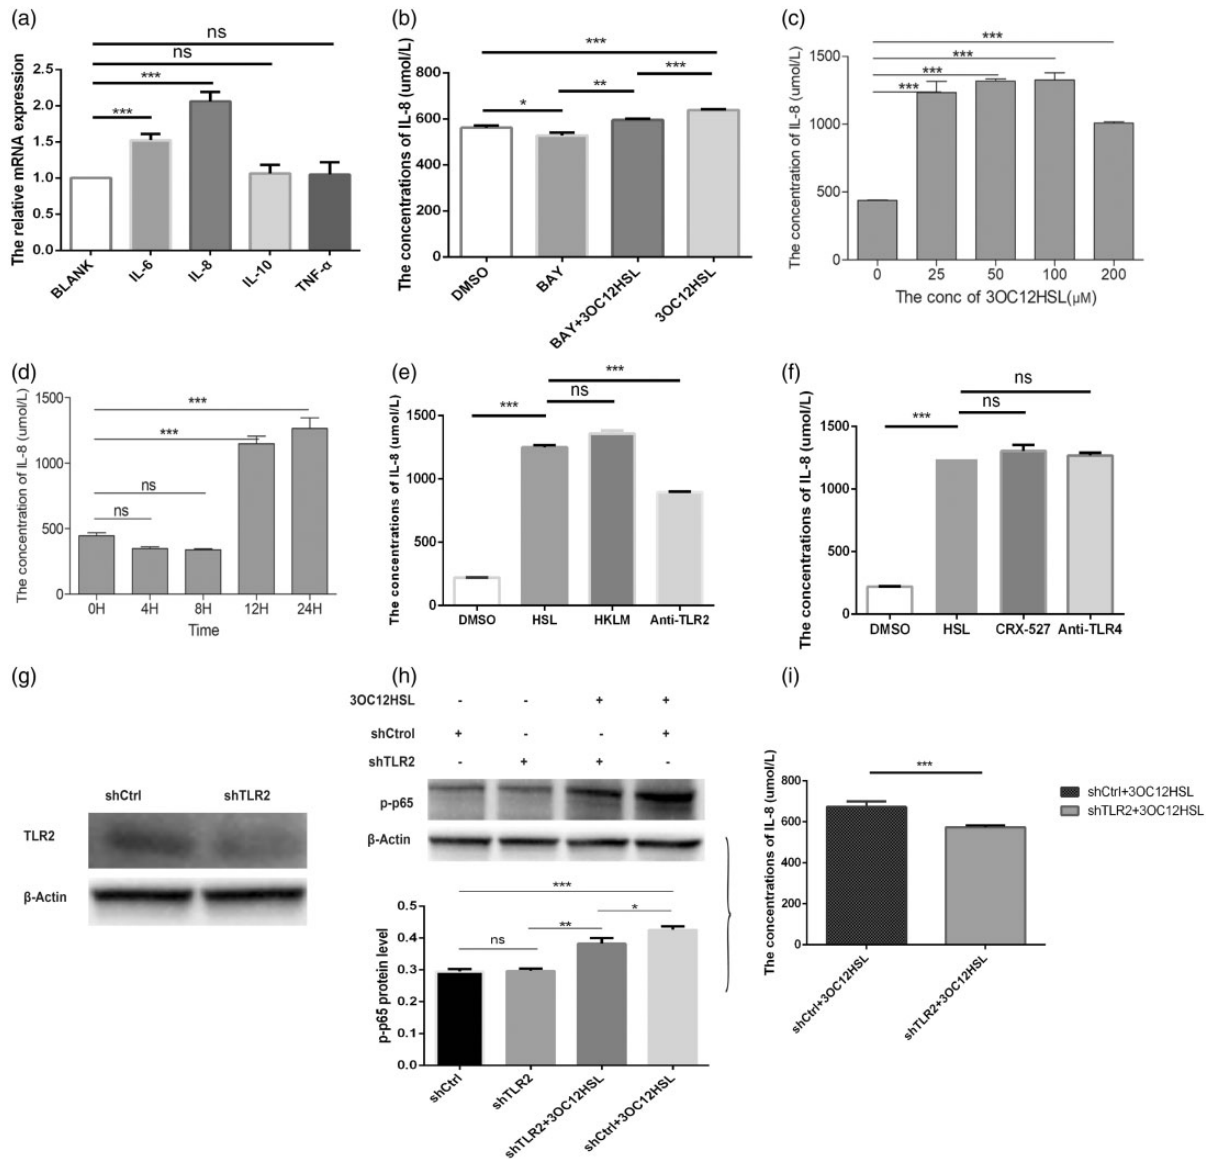 (a)
ns
ns
***
***
The relative mRNA expression
2.5
2.0
1.5
1.0
0.5
0.0
BLANK
IL-6
IL-8
IL-10
TNF-α
(b)
***
***
**
*
The concentrations of IL-8 (umol/L)
800
600
400
200
0
DMSO
BAY
BAY+3OC12HSL
3OC12HSL
(c)
***
***
***
***
The concentration of IL-8 (umol/L)
1500
1000
500
0
0 25 50 100 200
The conc of 3OC12HSL(μM)
(d)
***
***
ns
ns
The concentration of IL-8 (umol/L)
1500
1000
500
0
0H 4H 8H 12H 24H
Time
(e)
***
ns
***
The concentrations of IL-8 (umol/L)
1500
1000
500
0
DMSO HSL HKLM Anti-TLR2
(f)
ns
ns
***
The concentrations of IL-8 (umol/L)
1500
1000
500
0
DMSO HSL CRX-527 Anti-TLR4
(g)
shCtrl shTLR2
TLR2
β-Actin
(h)
3OC12HSL - - + +
shCtrol + - - +
shTLR2 - + + -
p-p65
β-Actin
***
*
**
ns
p-p65 protein level
0.5
0.4
0.3
0.2
0.1
0.0
shCtrl
shTLR2
shTLR2+3OC12HSL
shCtrl+3OC12HSL
(i)
***
The concentrations of IL-8 (umol/L)
800
600
400
200
0
shCtrl+3OC12HSL
shTLR2+3OC12HSL
shCtrl+3OC12HSL
shTLR2+3OC12HSL